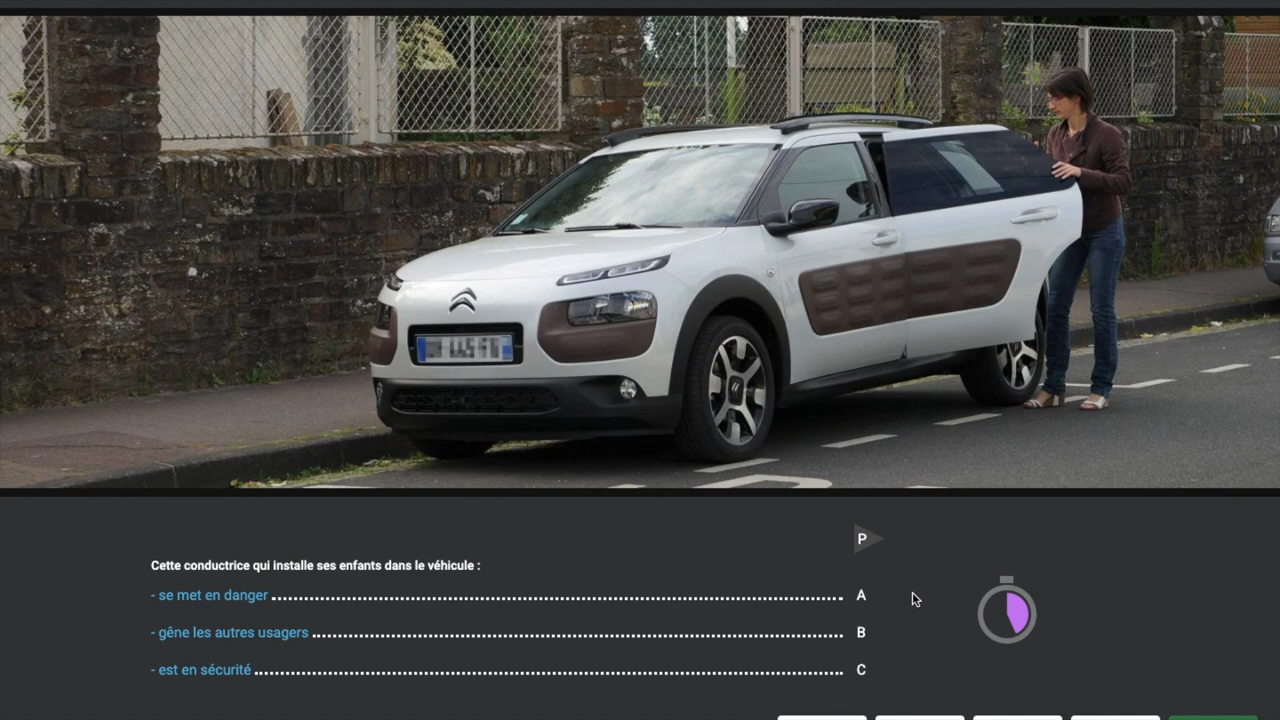 P
Cette conductrice qui installe ses enfants dans le véhicule :
- se met en danger A
- gêne les autres usagers B
- est en sécurité C